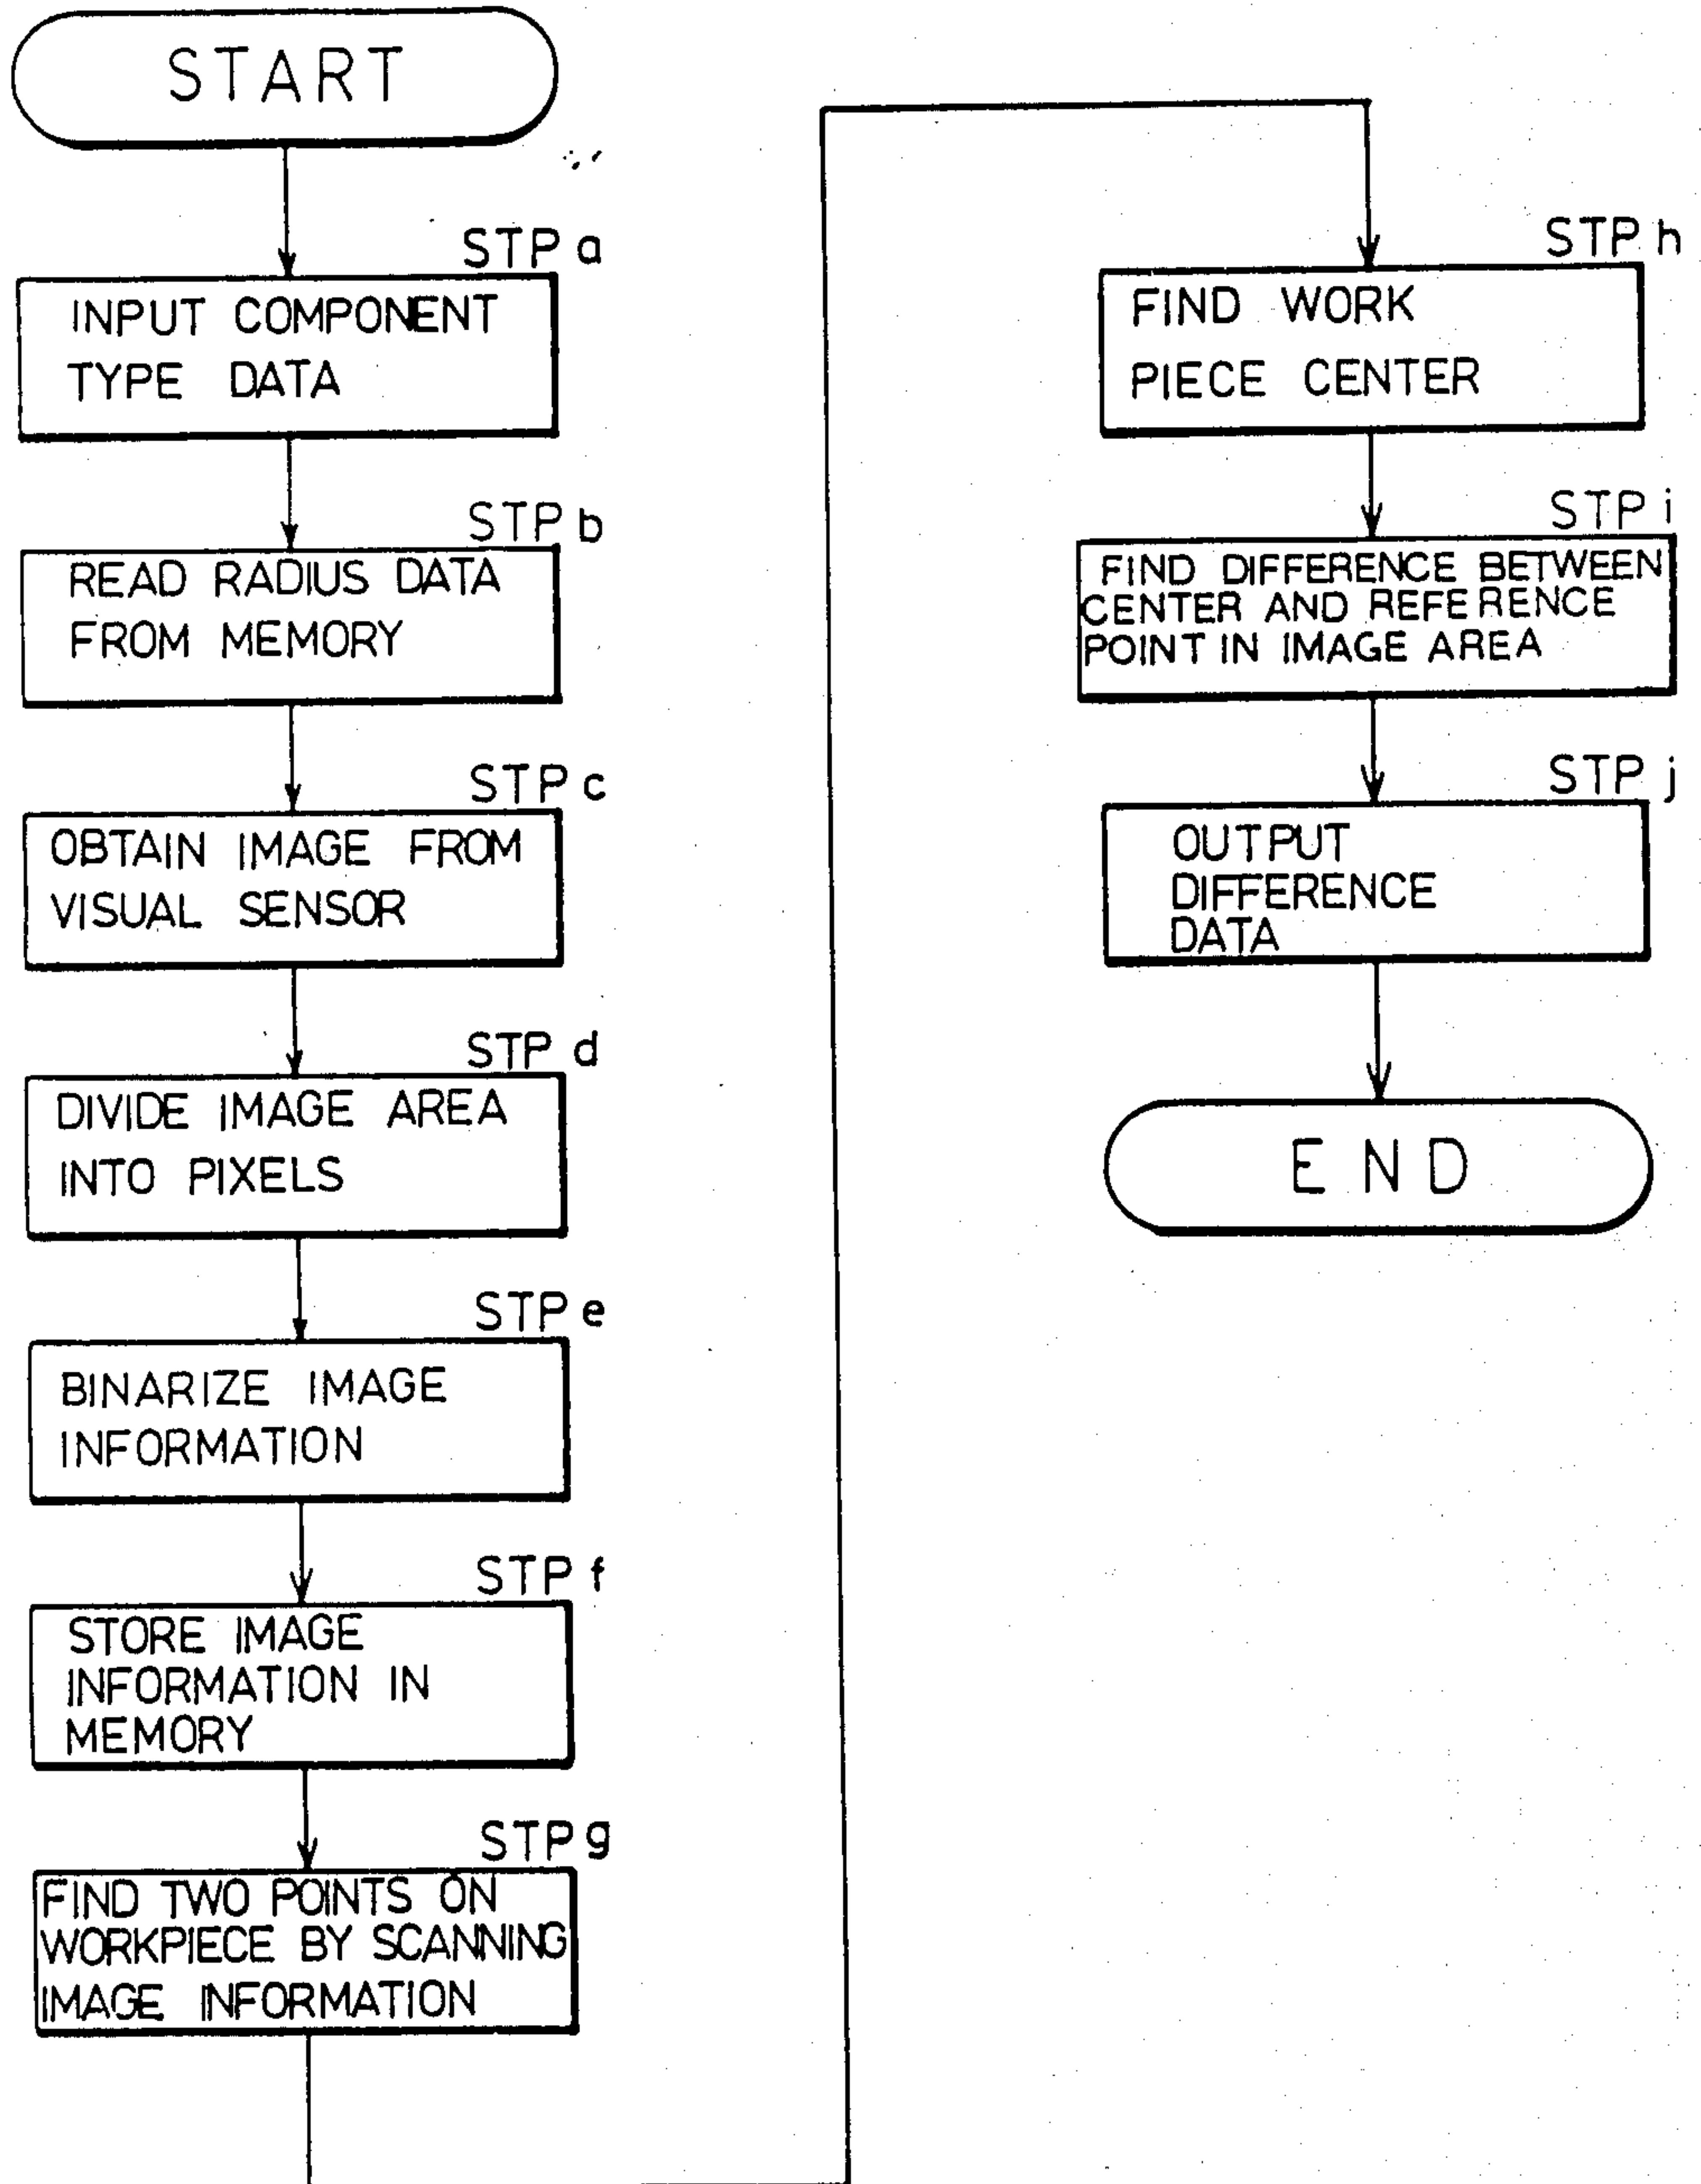 START
STP a
INPUT COMPONENT
TYPE DATA
STP b
READ RADIUS DATA
FROM MEMORY
STP c
OBTAIN IMAGE FROM
VISUAL SENSOR
STP d
DIVIDE IMAGE AREA
INTO PIXELS
STP e
BINARIZE IMAGE
INFORMATION
STP f
STORE IMAGE
INFORMATION IN
MEMORY
STP g
FIND TWO POINTS ON
WORKPIECE BY SCANNING
IMAGE INFORMATION
STP h
FIND WORK
PIECE CENTER
STP i
FIND DIFFERENCE BETWEEN
CENTER AND REFERENCE
POINT IN IMAGE AREA
STP j
OUTPUT
DIFFERENCE
DATA
END